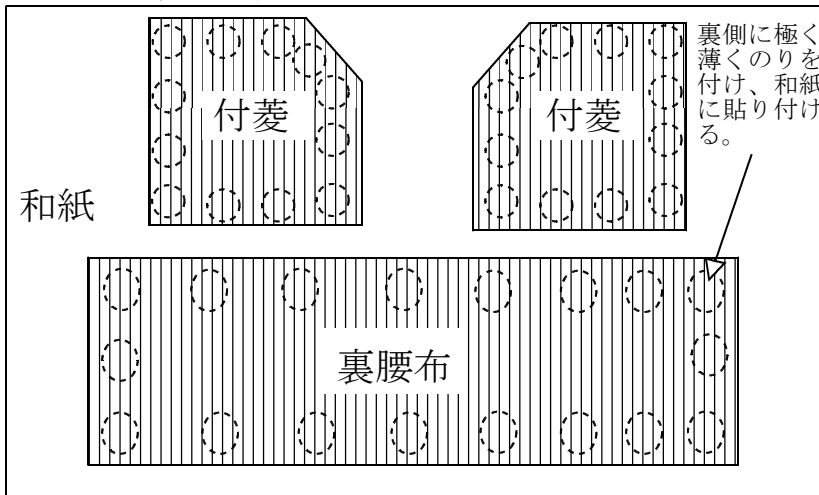 裏側に極く
薄くのりを
付け、和紙
に貼り付け
る。
付菱
付菱
和紙
裏腰布